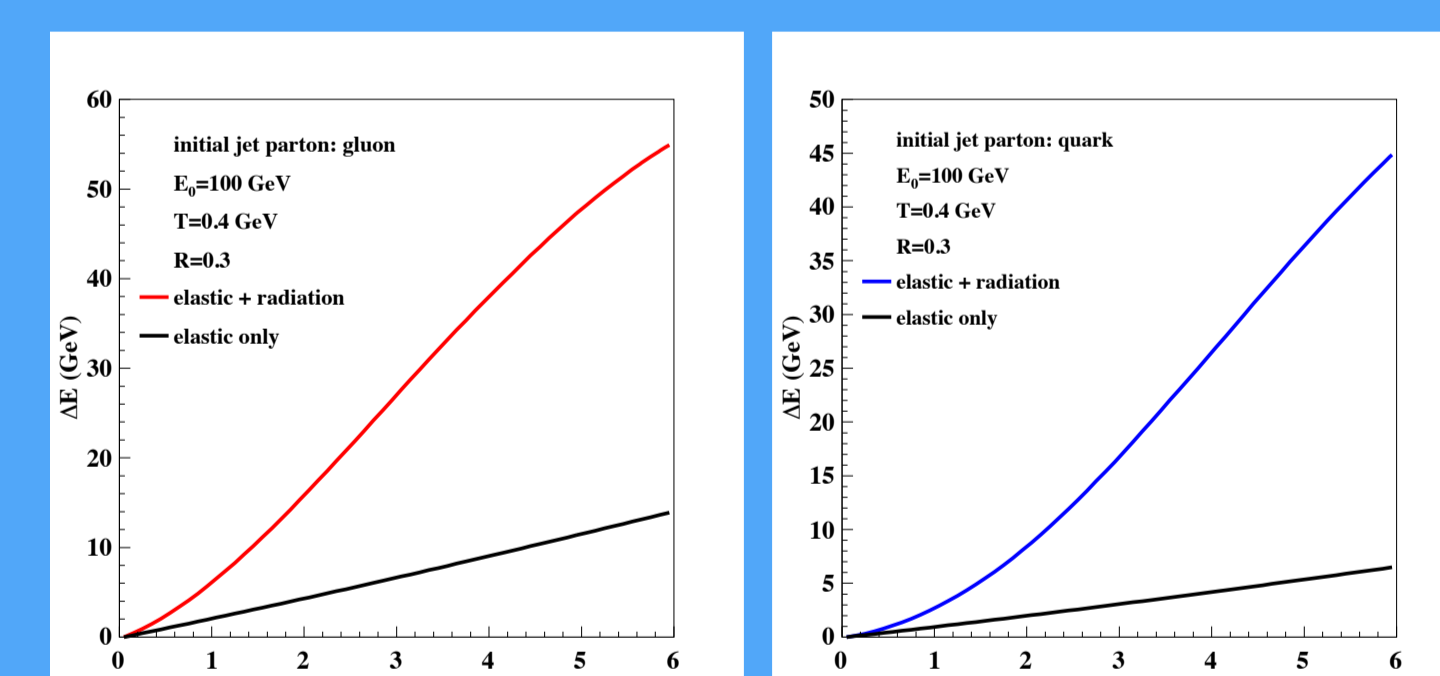 60
50
40
30
20
10
0
ΔE (GeV)
initial jet parton: gluon
E₀=100 GeV
T=0.4 GeV
R=0.3
elastic + radiation
elastic only
0 1 2 3 4 5 6
50
45
40
35
30
25
20
15
10
5
0
ΔE (GeV)
initial jet parton: quark
E₀=100 GeV
T=0.4 GeV
R=0.3
elastic + radiation
elastic only
0 1 2 3 4 5 6